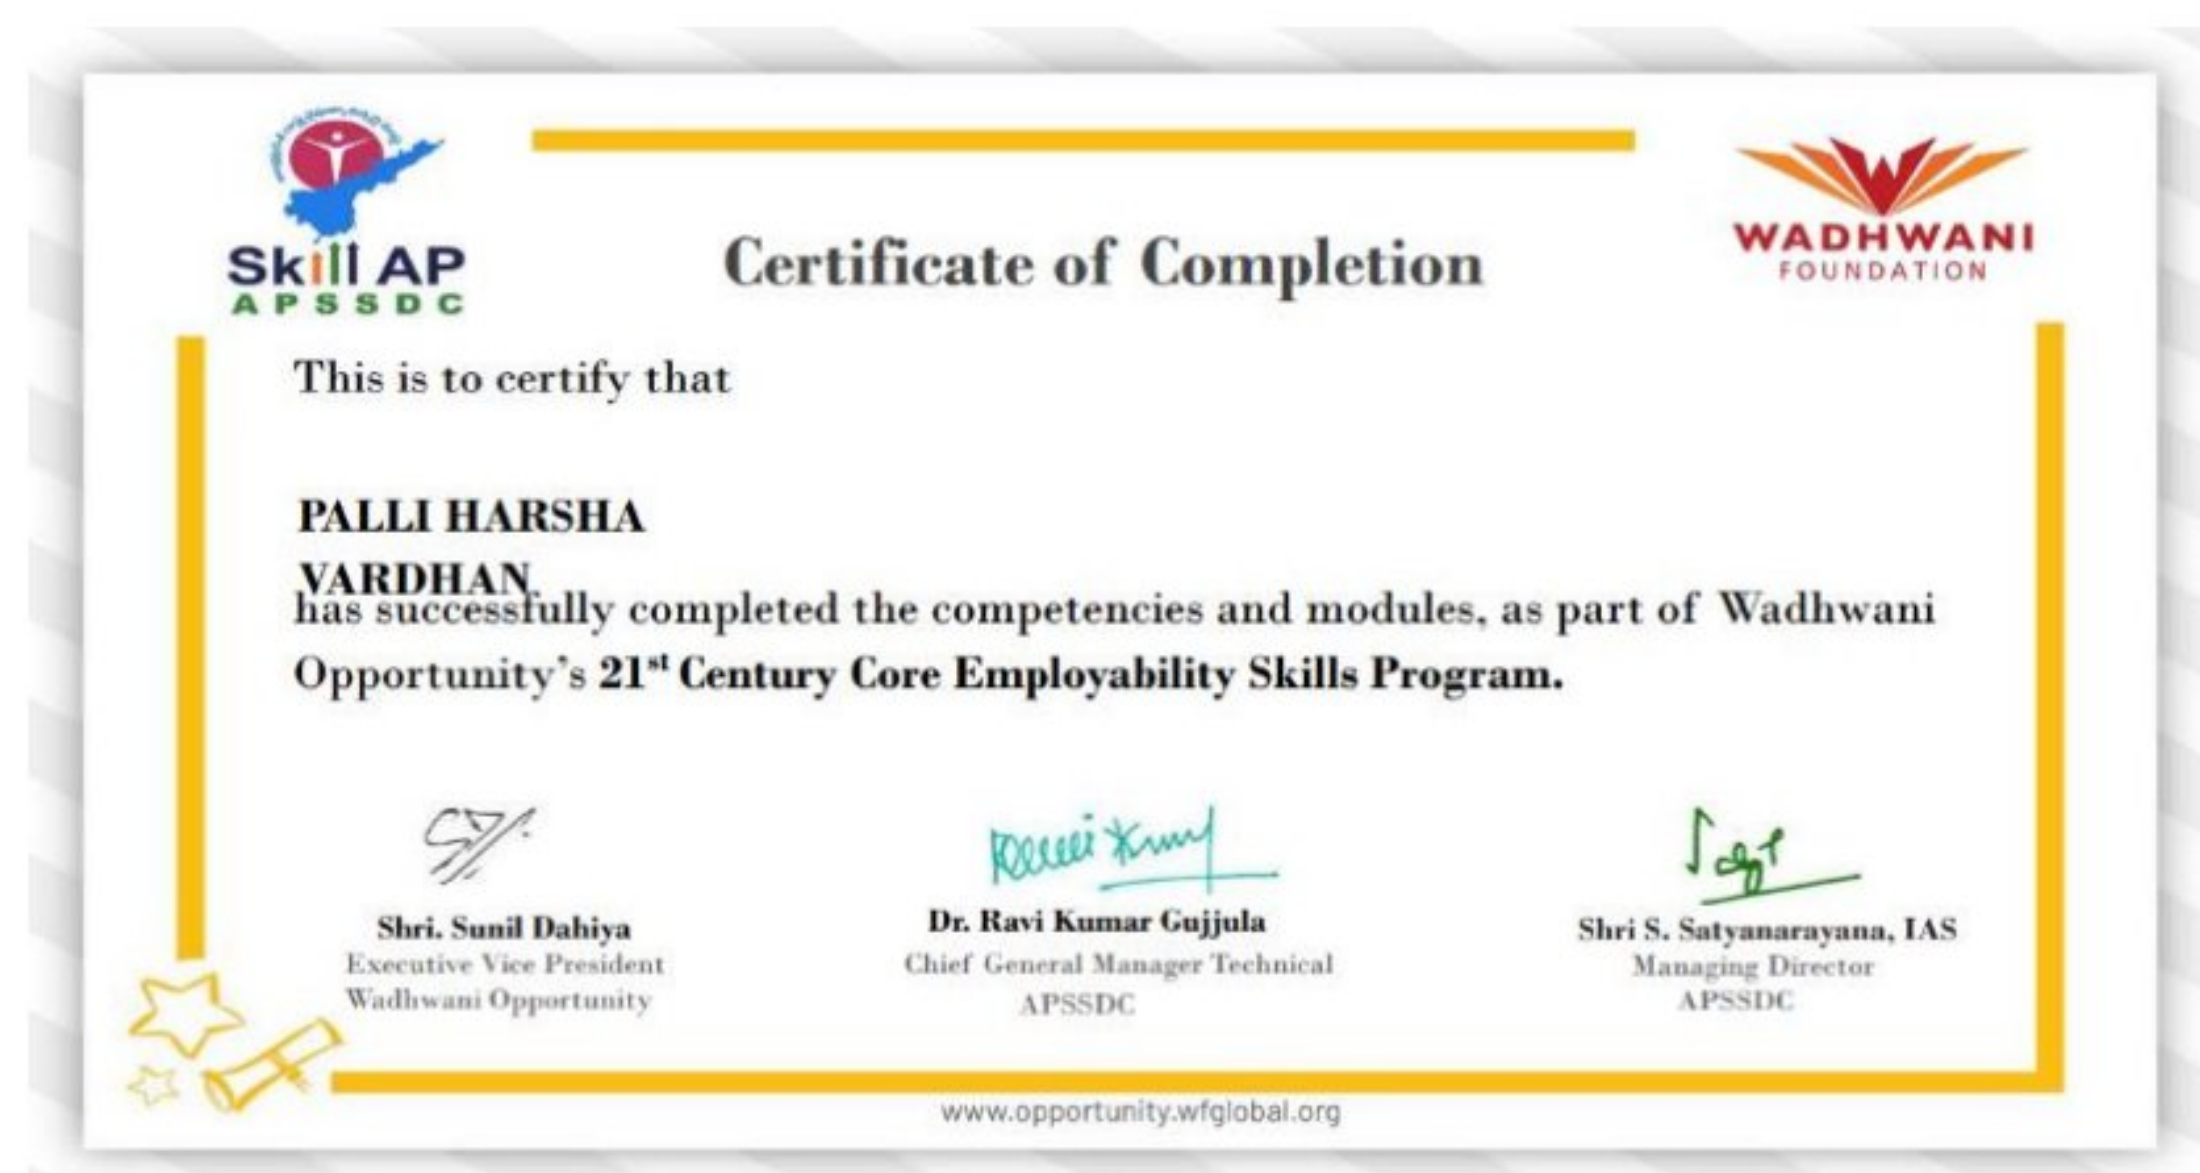 Skill AP
APSSDC
WADHWANI
FOUNDATION
Certificate of Completion
This is to certify that
PALLI HARSHA
VARDHAN
has successfully completed the competencies and modules, as part of Wadhwani
Opportunity's 21st Century Core Employability Skills Program.
Shri. Sunil Dahiya
Executive Vice President
Wadhwani Opportunity
Dr. Ravi Kumar Gujjula
Chief General Manager Technical
APSSDC
Shri S. Satyanarayana, IAS
Managing Director
APSSDC
www.opportunity.wfglobal.org